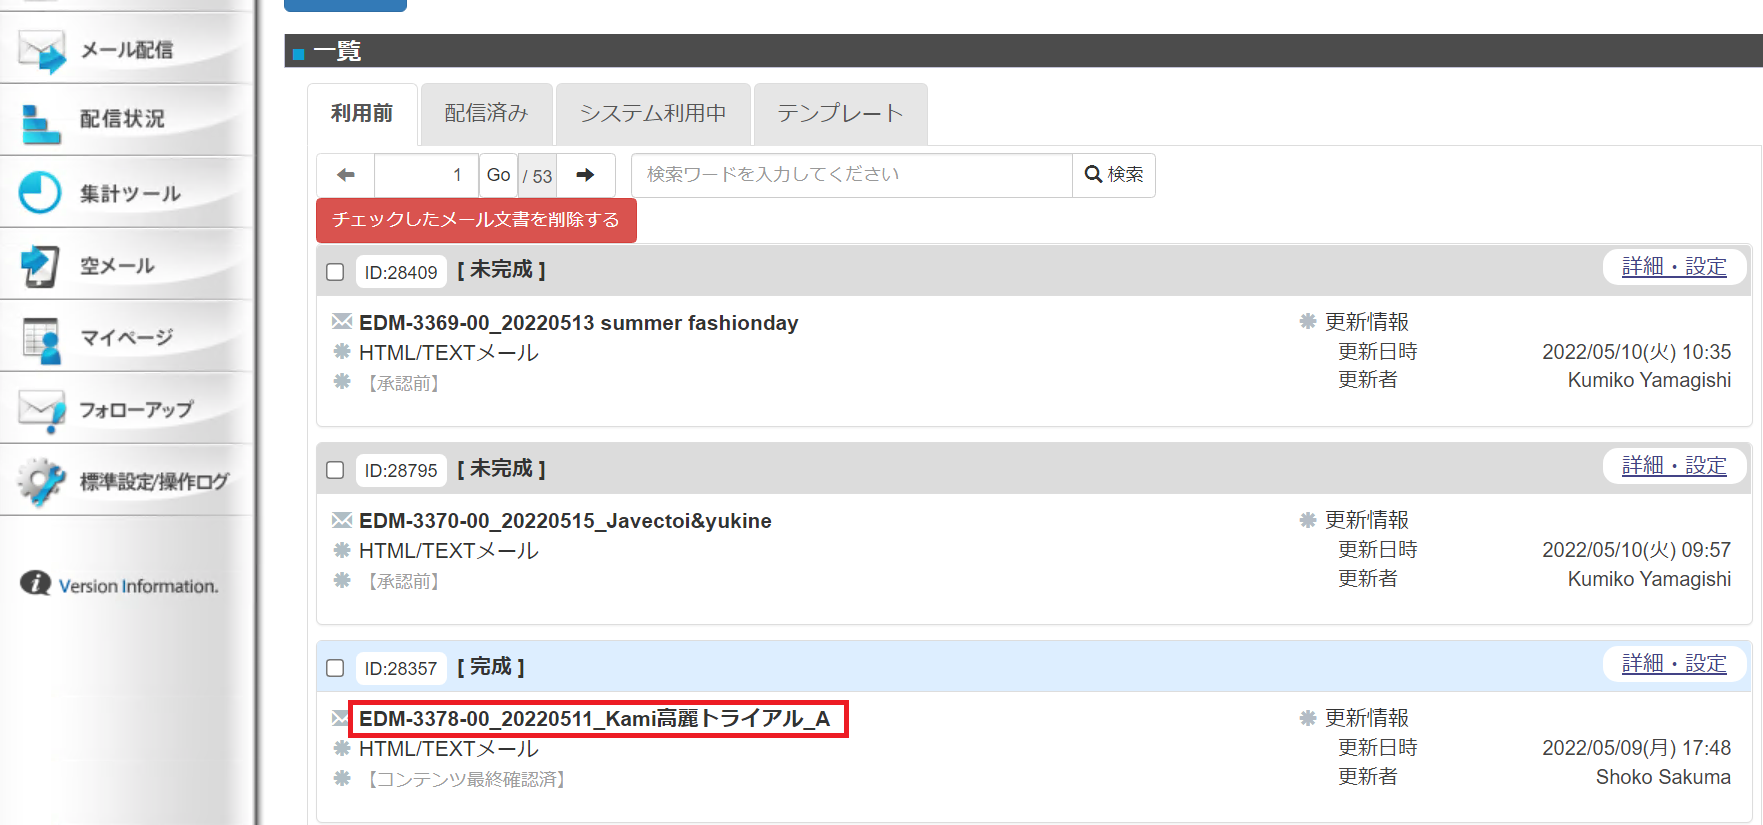 メール配信
配信状況
集計ツール
空メール
マイページ
フォローアップ
標準設定/操作ログ
Version Information.
一覧
利用前 配信済み システム利用中 テンプレート
1 Go / 53 検索ワードを入力してください 検索
チェックしたメール文書を削除する
ID:28409 [ 未完成 ] 詳細・設定
EDM-3369-00_20220513 summer fashionday 更新情報
HTML/TEXTメール 更新日時 2022/05/10(火) 10:35
【承認前】 更新者 Kumiko Yamagishi
ID:28795 [ 未完成 ] 詳細・設定
EDM-3370-00_20220515_Javectoi&yukine 更新情報
HTML/TEXTメール 更新日時 2022/05/10(火) 09:57
【承認前】 更新者 Kumiko Yamagishi
ID:28357 [ 完成 ] 詳細・設定
EDM-3378-00_20220511_Kami高麗トライアル_A 更新情報
HTML/TEXTメール 更新日時 2022/05/09(月) 17:48
【コンテンツ最終確認済】 更新者 Shoko Sakuma